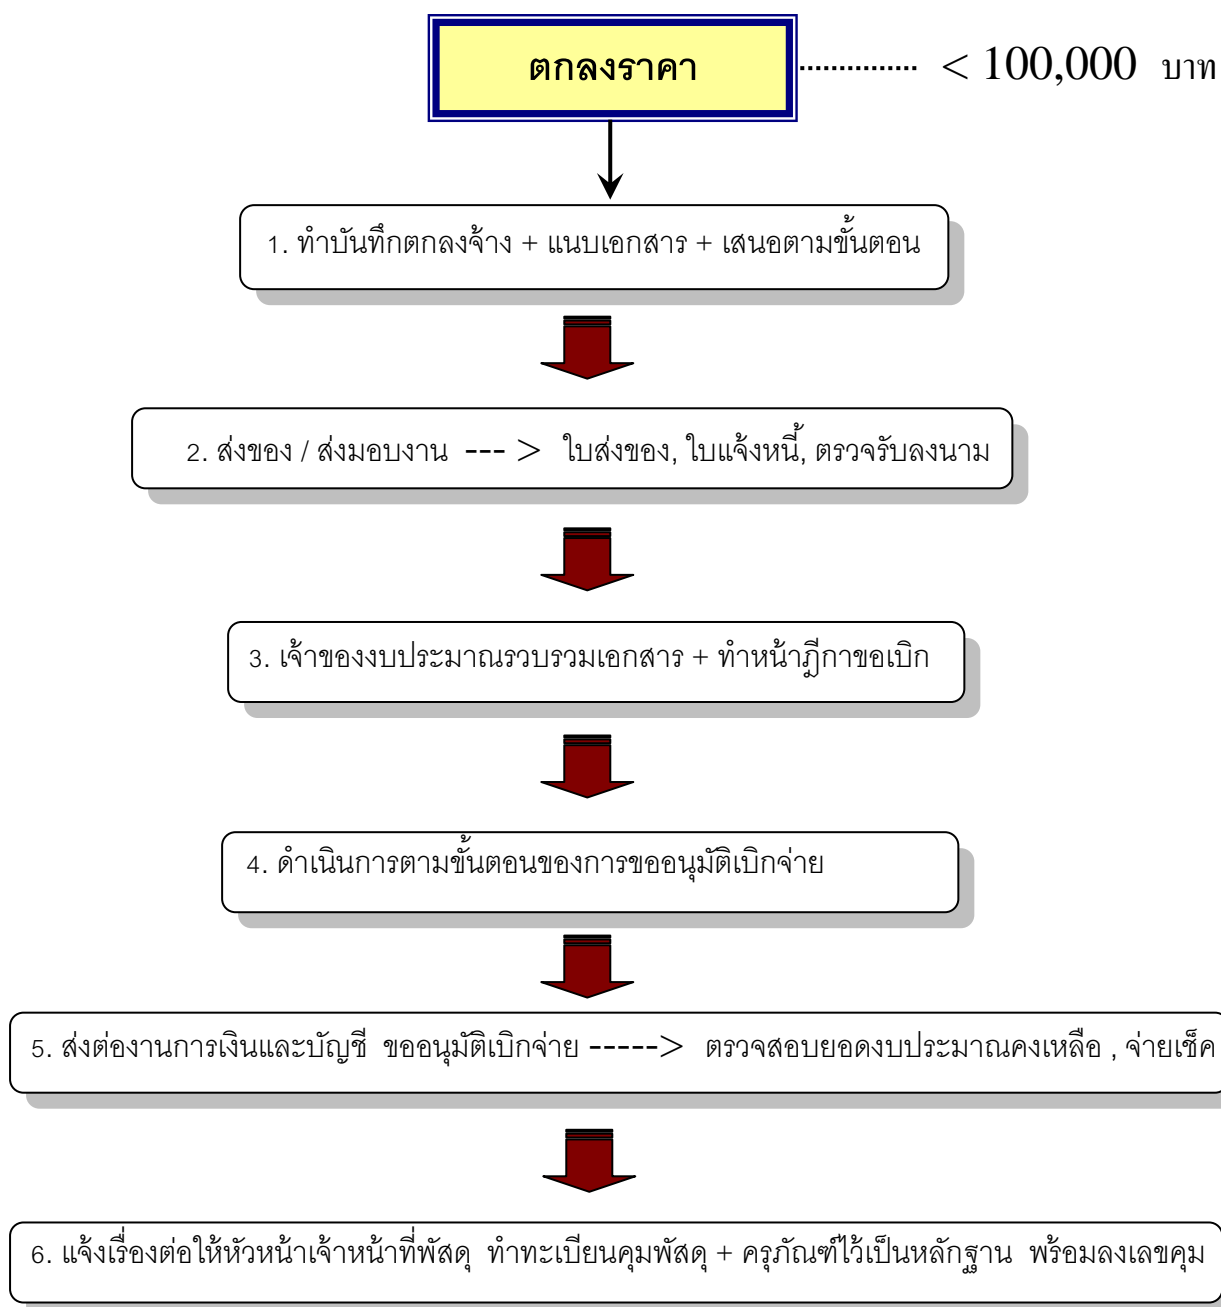 ตกลงราคา ............... < 100,000 บาท
1. ทำบันทึกตกลงจ้าง + แนบเอกสาร + เสนอตามขั้นตอน
2. ส่งของ / ส่งมอบงาน --- > ใบส่งของ, ใบแจ้งหนี้, ตรวจรับลงนาม
3. เจ้าของงบประมาณรวบรวมเอกสาร + ทำหน้าฎีกาขอเบิก
4. ดำเนินการตามขั้นตอนของการขออนุมัติเบิกจ่าย
5. ส่งต่องานการเงินและบัญชี ขออนุมัติเบิกจ่าย -----> ตรวจสอบยอดงบประมาณคงเหลือ , จ่ายเช็ค
6. แจ้งเรื่องต่อให้หัวหน้าเจ้าหน้าที่พัสดุ ทำทะเบียนคุมพัสดุ + ครุภัณฑ์ไว้เป็นหลักฐาน พร้อมลงเลขคุม